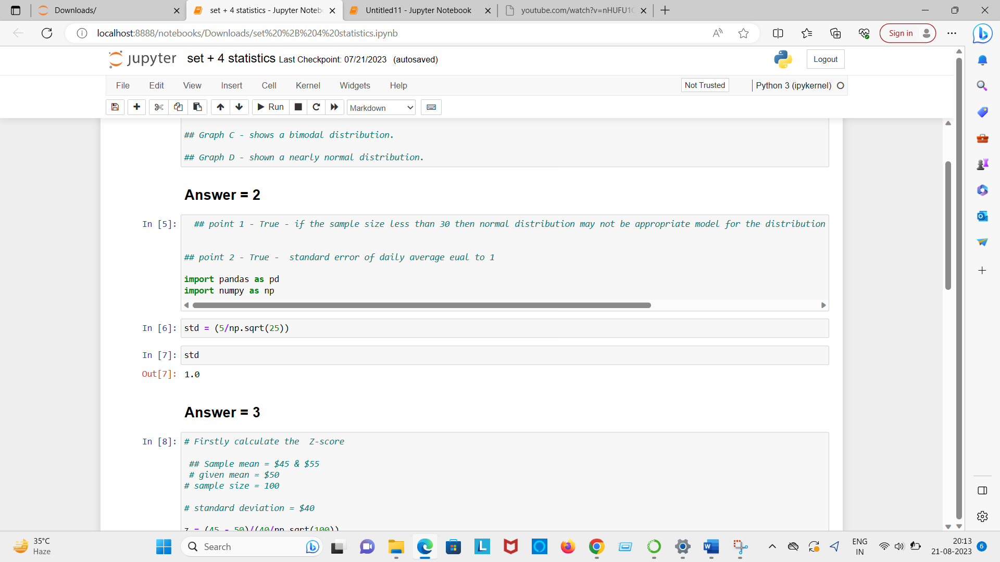 Downloads/
set + 4 statistics - Jupyter Noteb
Untitled11 - Jupyter Notebook
youtube.com/watch?v=nHUFU1C
localhost:8888/notebooks/Downloads/set%20%2B%204%20statistics.ipynb
Sign in
jupyter set + 4 statistics Last Checkpoint: 07/21/2023 (autosaved)
Logout
File Edit View Insert Cell Kernel Widgets Help
Not Trusted
Python 3 (ipykernel)
Run
Markdown
## Graph C - shows a bimodal distribution.
## Graph D - shown a nearly normal distribution.
Answer = 2
In [5]: ## point 1 - True - if the sample size less than 30 then normal distribution may not be appropriate model for the distribution
## point 2 - True - standard error of daily average eual to 1
import pandas as pd
import numpy as np
In [6]: std = (5/np.sqrt(25))
In [7]: std
Out[7]: 1.0
Answer = 3
In [8]: # Firstly calculate the Z-score
## Sample mean = $45 & $55
# given mean = $50
# sample size = 100
# standard deviation = $40
z = (45 - 50)/(40/np.sqrt(100))
35°C
Haze
Search
ENG
IN
20:13
21-08-2023
6